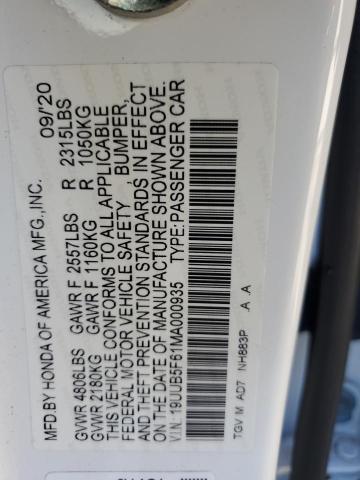 MFD.BY HONDA OF AMERICA MFG.,INC. 09/'20
GVWR 4806LBS GAWR F 2557LBS R 2315LBS
GVWR 2180KG GAWR F 1160KG R 1050KG
THIS VEHICLE CONFORMS TO ALL APPLICABLE
FEDERAL MOTOR VEHICLE SAFETY BUMPER,
AND THEFT PREVENTION STANDARDS IN EFFECT
ON THE DATE OF MANUFACTURE SHOWN ABOVE.
V.I.N. 19UUB5F61MA000935 TYPE:PASSENGER CAR
TGV M AD7 NH883P A A